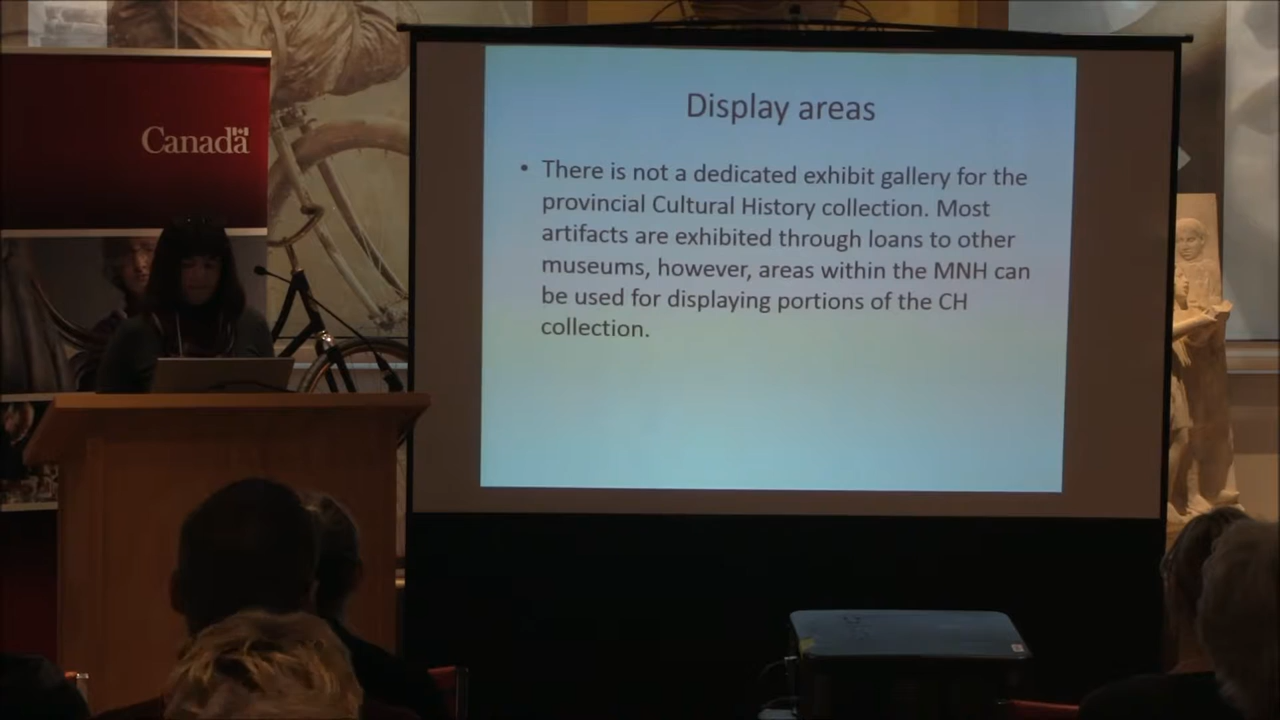 Canada
Display areas
• There is not a dedicated exhibit gallery for the
provincial Cultural History collection. Most
artifacts are exhibited through loans to other
museums, however, areas within the MNH can
be used for displaying portions of the CH
collection.